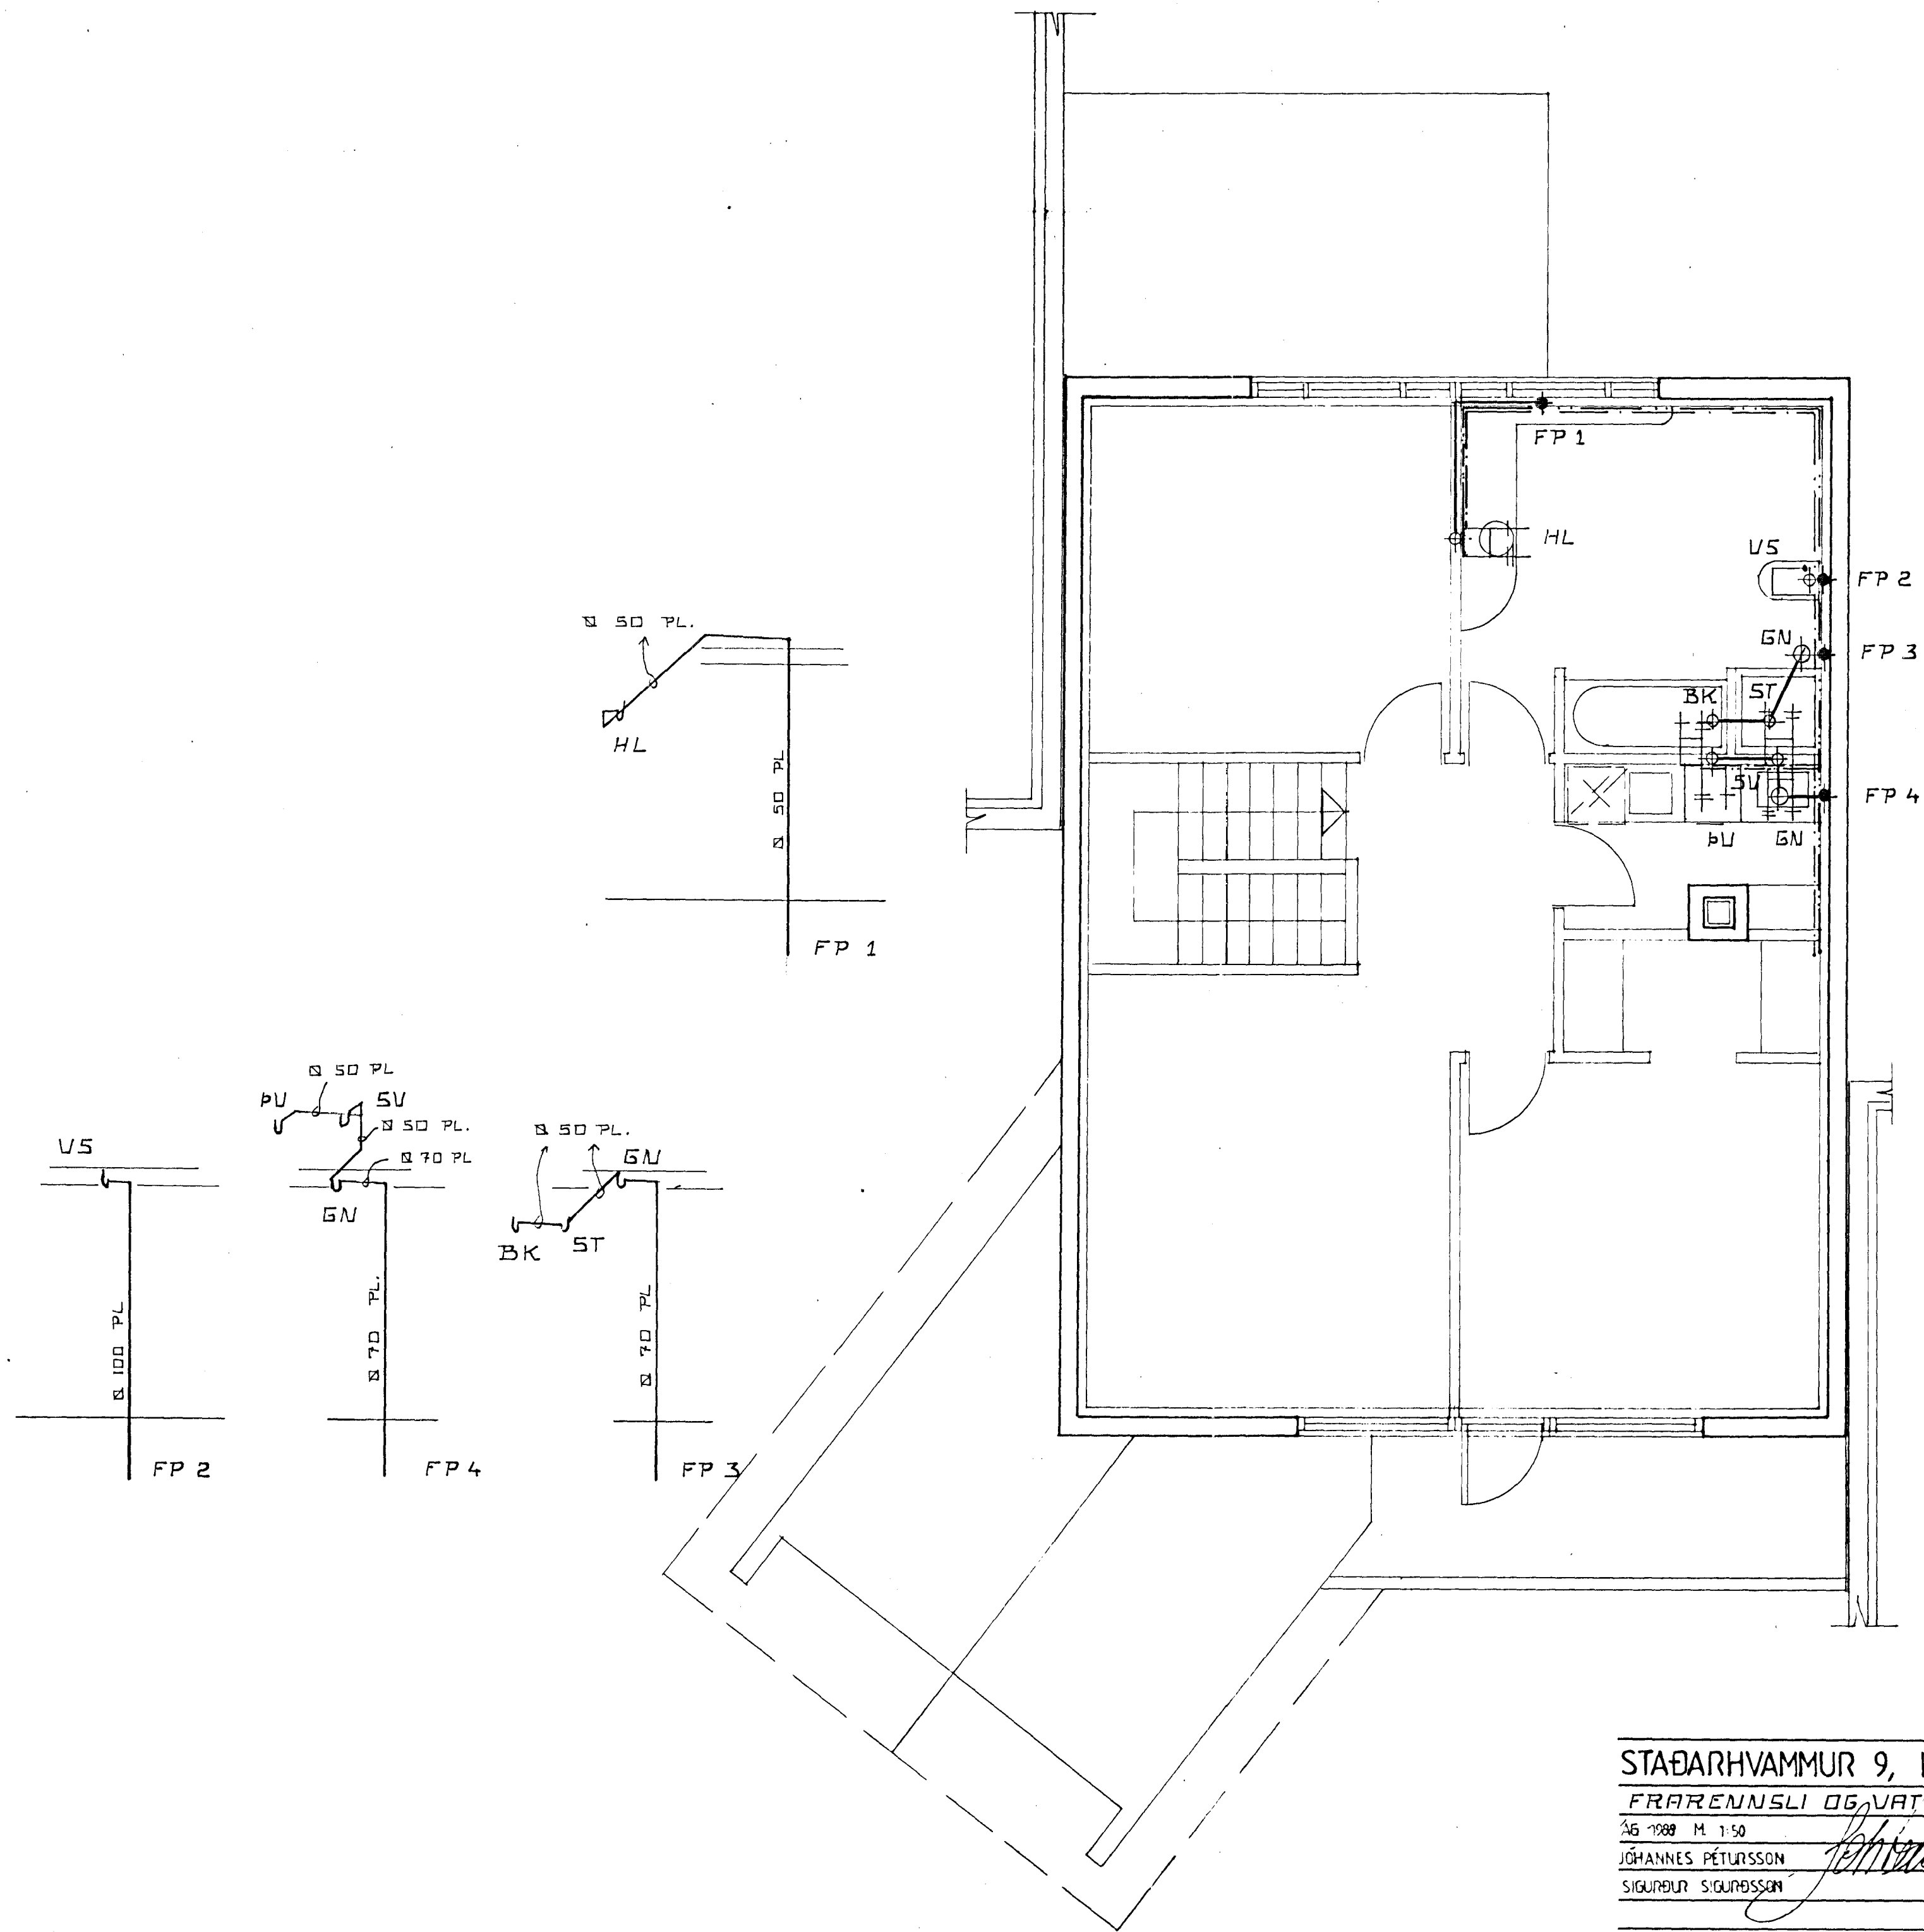 FP 1
HL
VS
FP 2
GN
FP 3
BK
ST
SV
FP 4
ÞV
GN
⌀ 50 PL.
HL
⌀ 50 PL
FP 1
⌀ 50 PL
ÞV
SV
⌀ 50 PL.
⌀ 70 PL
GN
⌀ 70 PL.
FP 4
VS
⌀ 100 PL
FP 2
⌀ 50 PL.
GN
BK
ST
⌀ 70 PL
FP 3
STAÐARHVAMMUR 9,
FRARENNSLI OG VAT
ÁG 1988 M 1:50
JÓHANNES PÉTURSSON
SIGURÐUR SIGURÐSSON